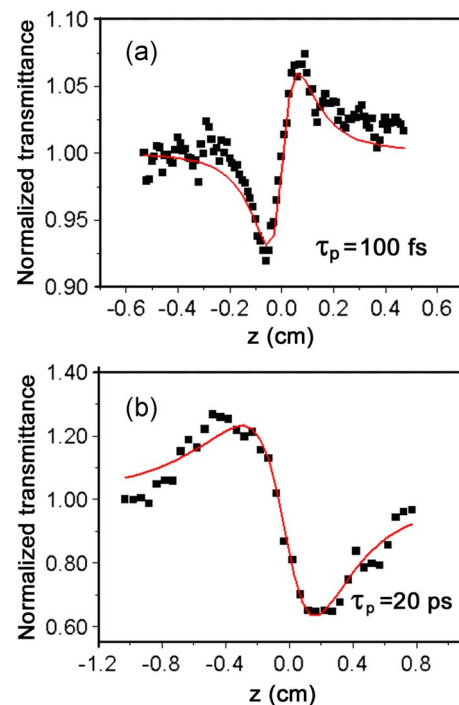 (a)
Normalized transmittance
1.10
1.05
1.00
0.95
0.90
τp=100 fs
-0.6 -0.4 -0.2 0.0 0.2 0.4 0.6
z (cm)
(b)
Normalized transmittance
1.40
1.20
1.00
0.80
0.60
τp=20 ps
-1.2 -0.8 -0.4 0.0 0.4 0.8
z (cm)